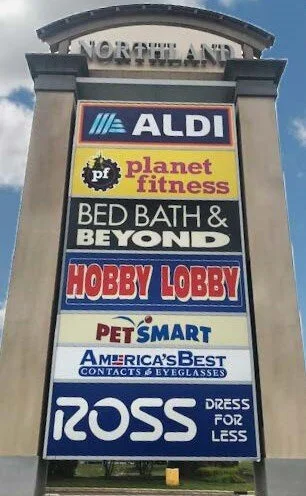 NORTHLAND
ALDI
pf planet
fitness
BED BATH &
BEYOND
HOBBY LOBBY
PETSMART
AMERICA'S BEST
CONTACTS & EYEGLASSES
ROSS DRESS
FOR
LESS